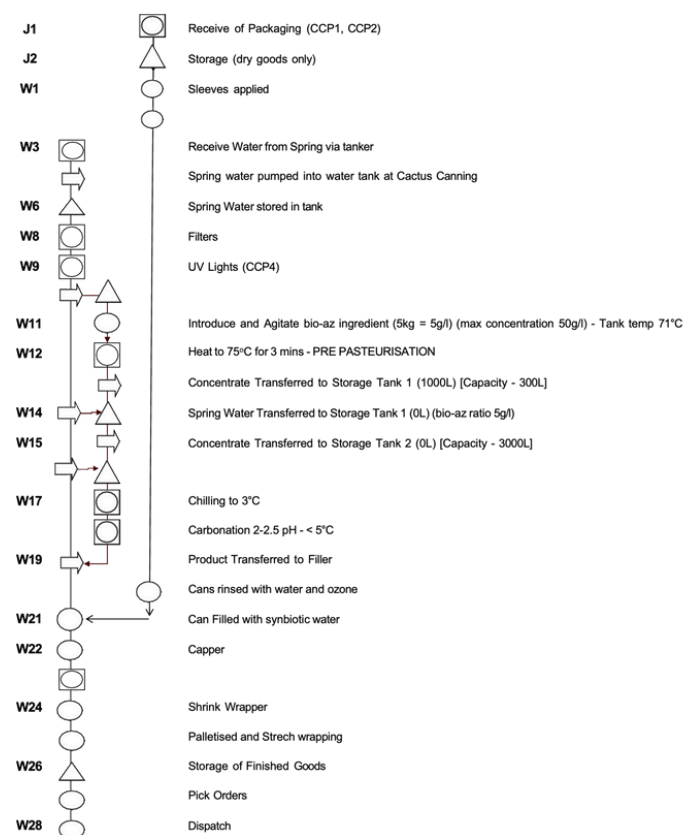 J1 Receive of Packaging (CCP1, CCP2)
J2 Storage (dry goods only)
W1 Sleeves applied
W3 Receive Water from Spring via tanker
Spring water pumped into water tank at Cactus Canning
W6 Spring Water stored in tank
W8 Filters
W9 UV Lights (CCP4)
W11 Introduce and Agitate bio-az ingredient (5kg = 5g/l) (max concentration 50g/l) - Tank temp 71°C
W12 Heat to 75°C for 3 mins - PRE PASTEURISATION
Concentrate Transferred to Storage Tank 1 (1000L) [Capacity - 300L]
W14 Spring Water Transferred to Storage Tank 1 (0L) (bio-az ratio 5g/l)
W15 Concentrate Transferred to Storage Tank 2 (0L) [Capacity - 3000L]
W17 Chilling to 3°C
Carbonation 2-2.5 pH - < 5°C
W19 Product Transferred to Filler
Cans rinsed with water and ozone
W21 Can Filled with synbiotic water
W22 Capper
W24 Shrink Wrapper
Palletised and Strech wrapping
W26 Storage of Finished Goods
Pick Orders
W28 Dispatch